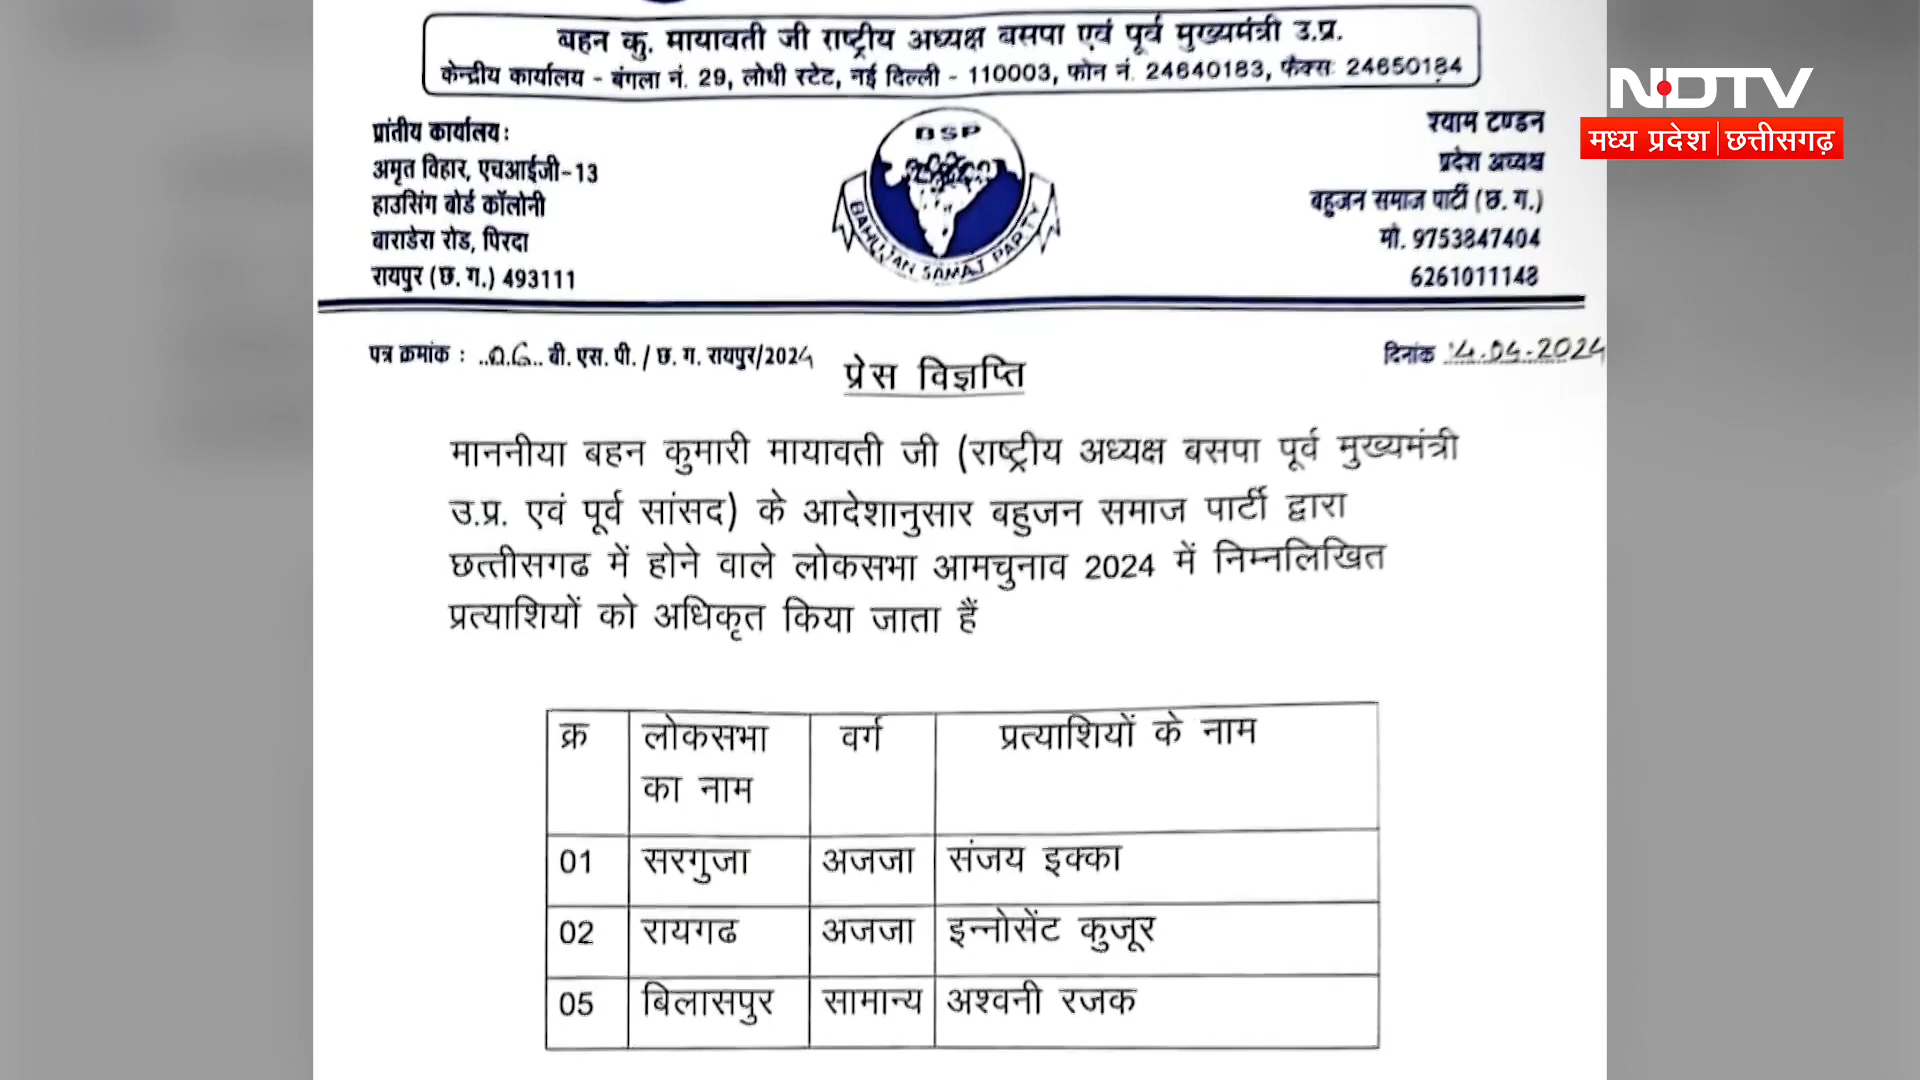 बहन कु. मायावती जी राष्ट्रीय अध्यक्ष बसपा एवं पूर्व मुख्यमंत्री उ.प्र.
केन्द्रीय कार्यालय - बंगला नं. 29, लोधी स्टेट, नई दिल्ली - 110003, फोन नं. 24640183, फैक्स: 24650184
NDTV
मध्य प्रदेश | छत्तीसगढ़
प्रांतीय कार्यालय:
अमृत विहार, एचआईजी-13
हाउसिंग बोर्ड कॉलोनी
बाराडेरा रोड, पिरदा
रायपुर (छ. ग.) 493111
BSP
BAHUJAN SAMAJ PARTY
श्याम टण्डन
प्रदेश अध्यक्ष
बहुजन समाज पार्टी (छ. ग.)
मो. 9753847404
6261011148
पत्र क्रमांक : ..06.. बी. एस. पी. / छ. ग. रायपुर/2024
दिनांक 14.04.2024
प्रेस विज्ञप्ति
माननीया बहन कुमारी मायावती जी (राष्ट्रीय अध्यक्ष बसपा पूर्व मुख्यमंत्री
उ.प्र. एवं पूर्व सांसद) के आदेशानुसार बहुजन समाज पार्टी द्वारा
छत्तीसगढ में होने वाले लोकसभा आमचुनाव 2024 में निम्नलिखित
प्रत्याशियों को अधिकृत किया जाता हैं
क्र लोकसभा का नाम वर्ग प्रत्याशियों के नाम
01 सरगुजा अजजा संजय इक्का
02 रायगढ अजजा इन्नोसेंट कुजूर
05 बिलासपुर सामान्य अश्वनी रजक